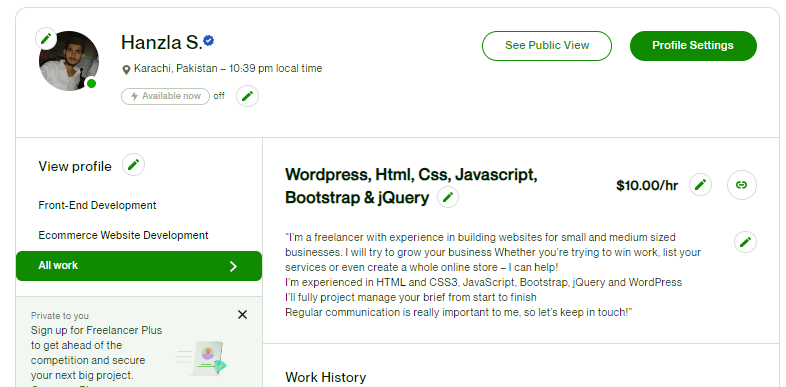 Hanzla S.
See Public View
Profile Settings
Karachi, Pakistan – 10:39 pm local time
Available now
off
View profile
Front-End Development
Ecommerce Website Development
All work
Private to you
Sign up for Freelancer Plus
to get ahead of the
competition and secure
your next big project.
Wordpress, Html, Css, Javascript,
Bootstrap & jQuery
$10.00/hr
"I'm a freelancer with experience in building websites for small and medium sized
businesses. I will try to grow your business Whether you're trying to win work, list your
services or even create a whole online store – I can help!
I'm experienced in HTML and CSS3, JavaScript, Bootstrap, jQuery and WordPress
I'll fully project manage your brief from start to finish
Regular communication is really important to me, so let's keep in touch!"
Work History